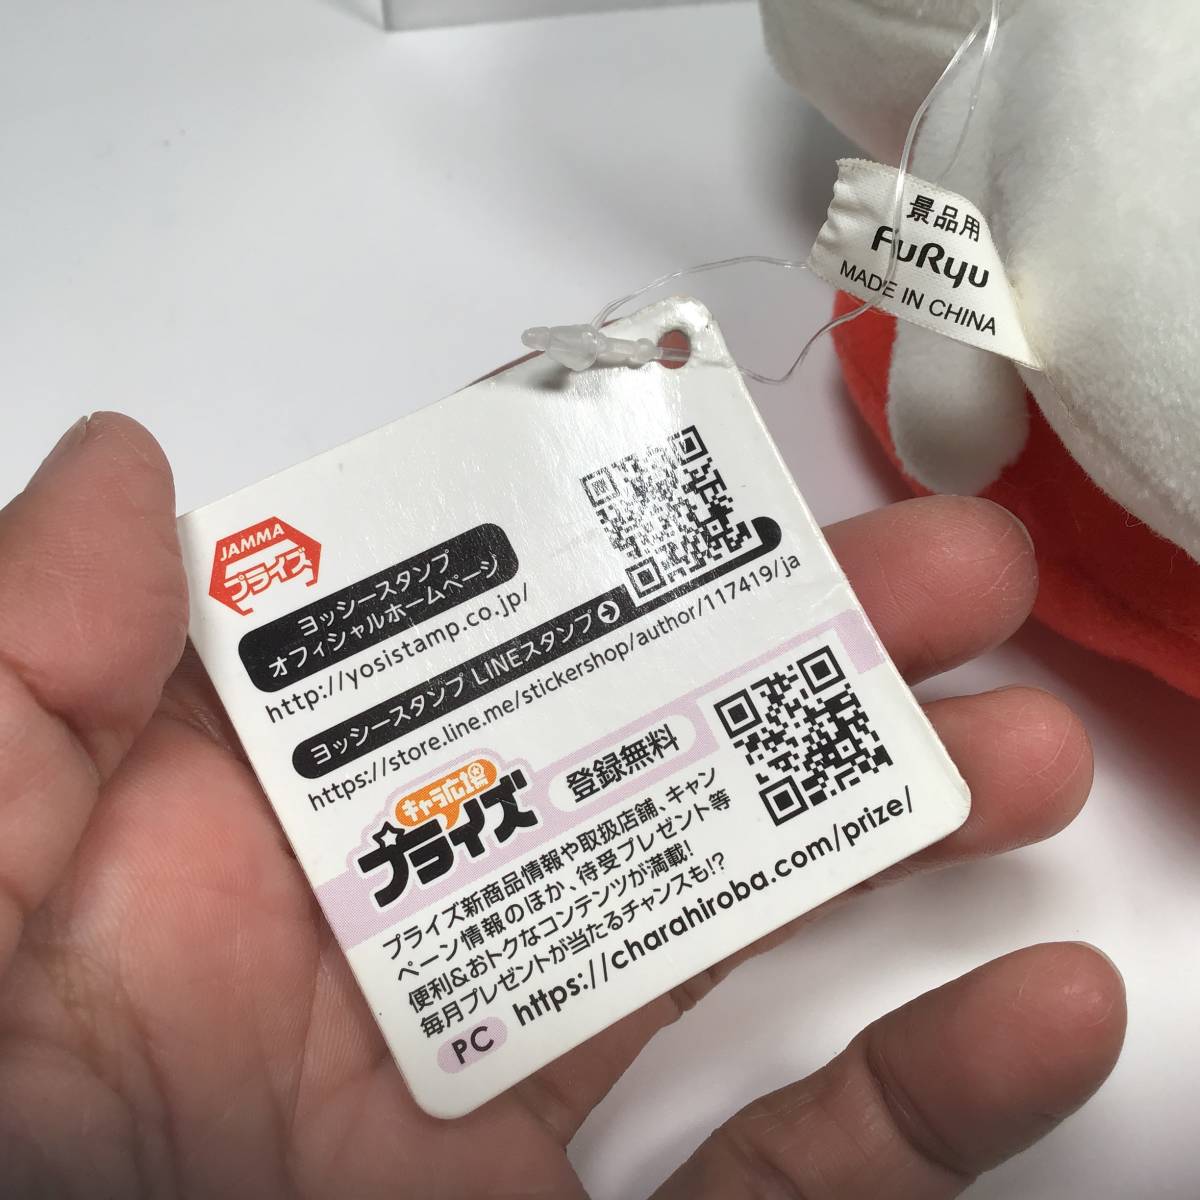 景品用
FuRyu
MADE IN CHINA
JAMMA
プライズ
ヨッシースタンプ
オフィシャルホームページ
http://yosistamp.co.jp/
ヨッシースタンプ LINEスタンプ➔
https://store.line.me/stickershop/author/117419/ja
キャラ広場
プライズ
登録無料
プライズ新商品情報や取扱店舗、キャン
ペーン情報のほか、待受プレゼント等
便利&おトクなコンテンツが満載!
毎月プレゼントが当たるチャンスも!?
PC https://charahiroba.com/prize/